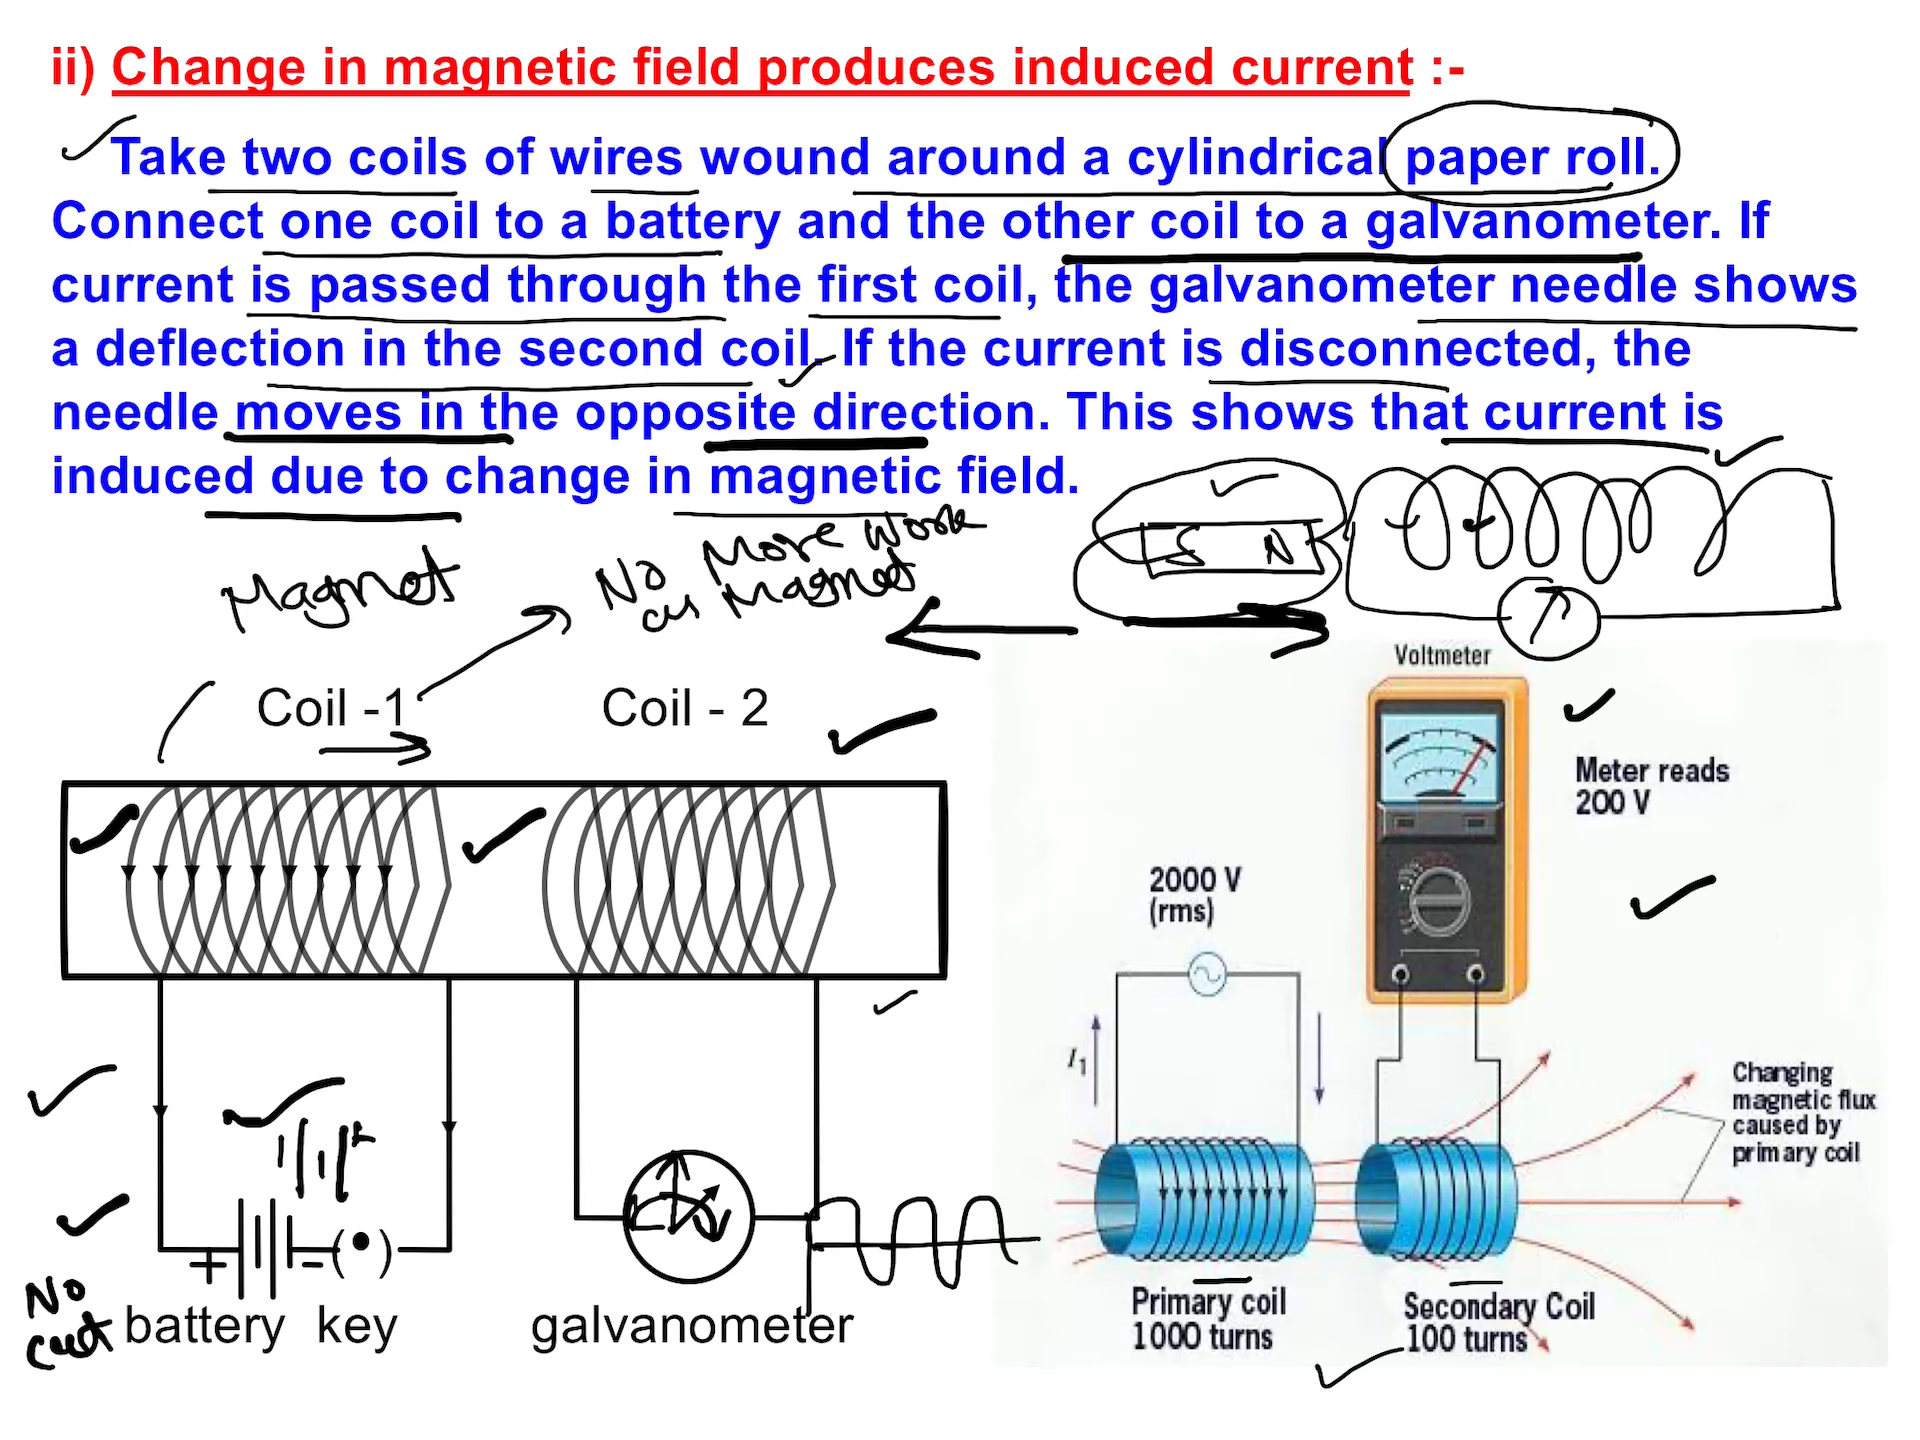 ii) Change in magnetic field produces induced current :-
Take two coils of wires wound around a cylindrical paper roll.
Connect one coil to a battery and the other coil to a galvanometer. If
current is passed through the first coil, the galvanometer needle shows
a deflection in the second coil. If the current is disconnected, the
needle moves in the opposite direction. This shows that current is
induced due to change in magnetic field.
S N
Magnet
No More Work
as Magnet
Coil -1
Coil - 2
Voltmeter
Meter reads
200 V
2000 V
(rms)
I1
Changing
magnetic flux
caused by
primary coil
+
-
No
battery key
galvanometer
Primary coil
1000 turns
Secondary Coil
100 turns